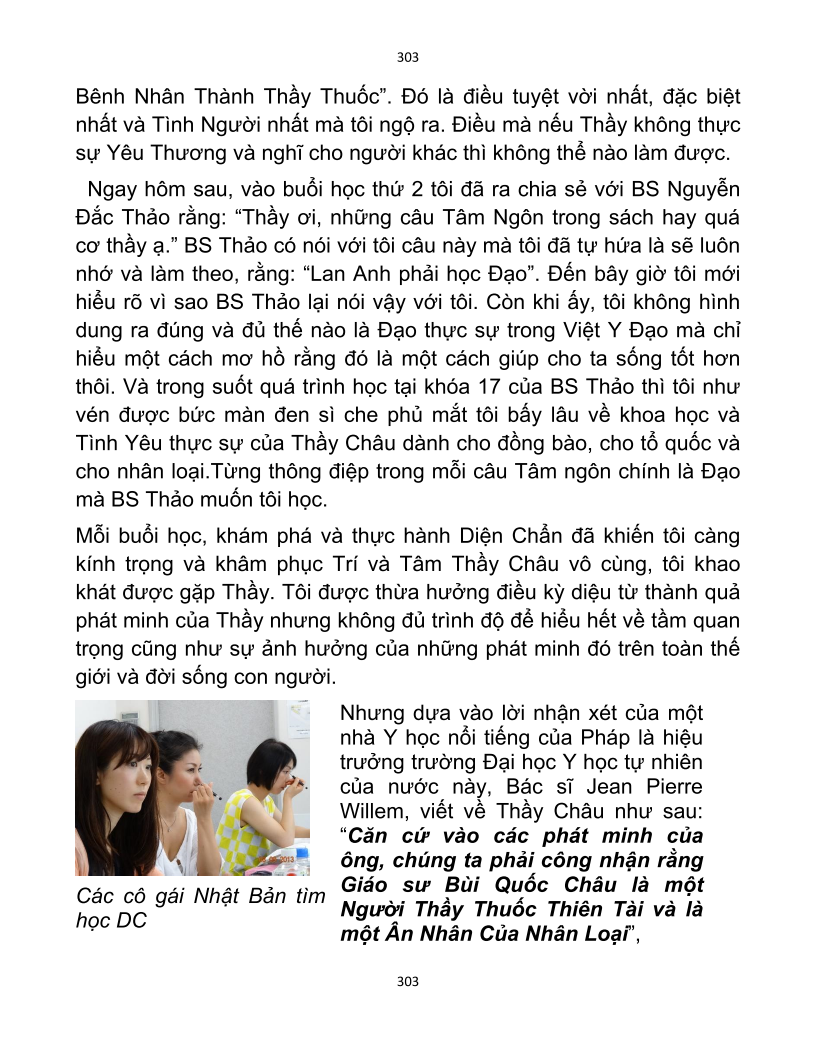 303
Bênh Nhân Thành Thầy Thuốc”. Đó là điều tuyệt vời nhất, đặc biệt
nhất và Tình Người nhất mà tôi ngộ ra. Điều mà nếu Thầy không thực
sự Yêu Thương và nghĩ cho người khác thì không thể nào làm được.
Ngay hôm sau, vào buổi học thứ 2 tôi đã ra chia sẻ với BS Nguyễn
Đắc Thảo rằng: “Thầy ơi, những câu Tâm Ngôn trong sách hay quá
cơ thầy ạ.” BS Thảo có nói với tôi câu này mà tôi đã tự hứa là sẽ luôn
nhớ và làm theo, rằng: “Lan Anh phải học Đạo”. Đến bây giờ tôi mới
hiểu rõ vì sao BS Thảo lại nói vậy với tôi. Còn khi ấy, tôi không hình
dung ra đúng và đủ thế nào là Đạo thực sự trong Việt Y Đạo mà chỉ
hiểu một cách mơ hồ rằng đó là một cách giúp cho ta sống tốt hơn
thôi. Và trong suốt quá trình học tại khóa 17 của BS Thảo thì tôi như
vén được bức màn đen sì che phủ mắt tôi bấy lâu về khoa học và
Tình Yêu thực sự của Thầy Châu dành cho đồng bào, cho tổ quốc và
cho nhân loại.Từng thông điệp trong mỗi câu Tâm ngôn chính là Đạo
mà BS Thảo muốn tôi học.
Mỗi buổi học, khám phá và thực hành Diện Chẩn đã khiến tôi càng
kính trọng và khâm phục Trí và Tâm Thầy Châu vô cùng, tôi khao
khát được gặp Thầy. Tôi được thừa hưởng điều kỳ diệu từ thành quả
phát minh của Thầy nhưng không đủ trình độ để hiểu hết về tầm quan
trọng cũng như sự ảnh hưởng của những phát minh đó trên toàn thế
giới và đời sống con người.
Nhưng dựa vào lời nhận xét của một
nhà Y học nổi tiếng của Pháp là hiệu
trưởng trường Đại học Y học tự nhiên
của nước này, Bác sĩ Jean Pierre
Willem, viết về Thầy Châu như sau:
“Căn cứ vào các phát minh của
ông, chúng ta phải công nhận rằng
Giáo sư Bùi Quốc Châu là một
Người Thầy Thuốc Thiên Tài và là
một Ân Nhân Của Nhân Loại”,
2013
Các cô gái Nhật Bản tìm
học DC
303